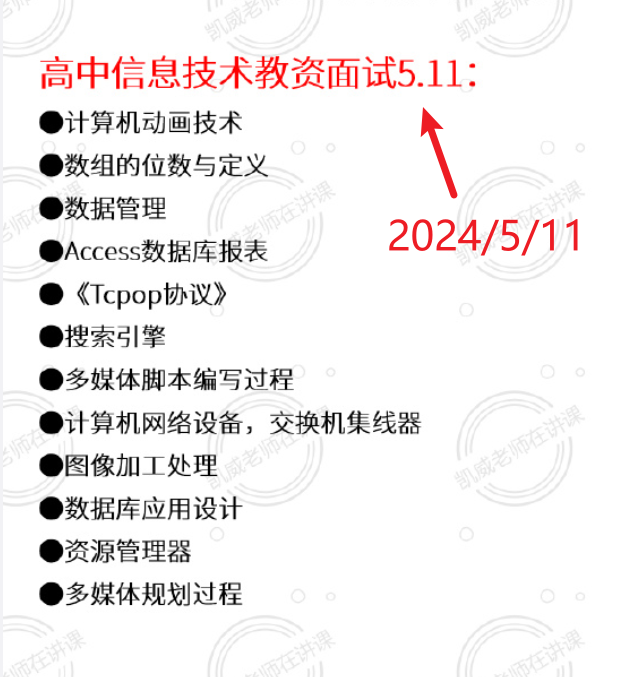 高中信息技术教资面试5.11：
●计算机动画技术
●数组的位数与定义
●数据管理
2024/5/11
●Access数据库报表
●《Tcpop协议》
●搜索引擎
●多媒体脚本编写过程
●计算机网络设备，交换机集线器
●图像加工处理
●数据库应用设计
●资源管理器
●多媒体规划过程
凯威老师在讲课